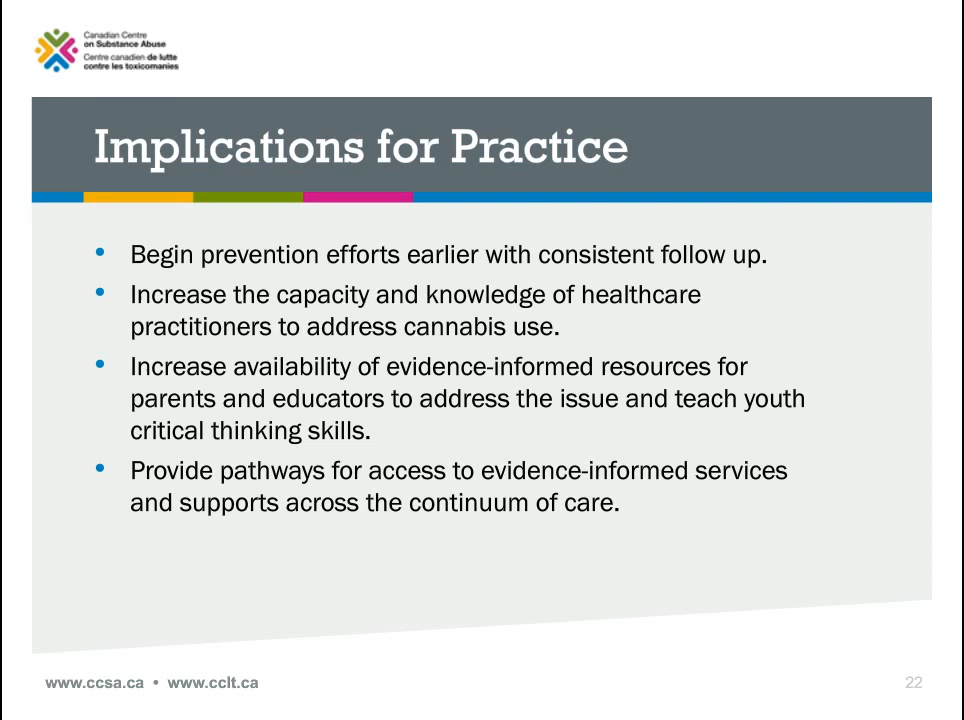 Canadian Centre
on Substance Abuse
Centre canadien de lutte
contre les toxicomanies
Implications for Practice
• Begin prevention efforts earlier with consistent follow up.
• Increase the capacity and knowledge of healthcare
practitioners to address cannabis use.
• Increase availability of evidence-informed resources for
parents and educators to address the issue and teach youth
critical thinking skills.
• Provide pathways for access to evidence-informed services
and supports across the continuum of care.
www.ccsa.ca • www.cclt.ca
22